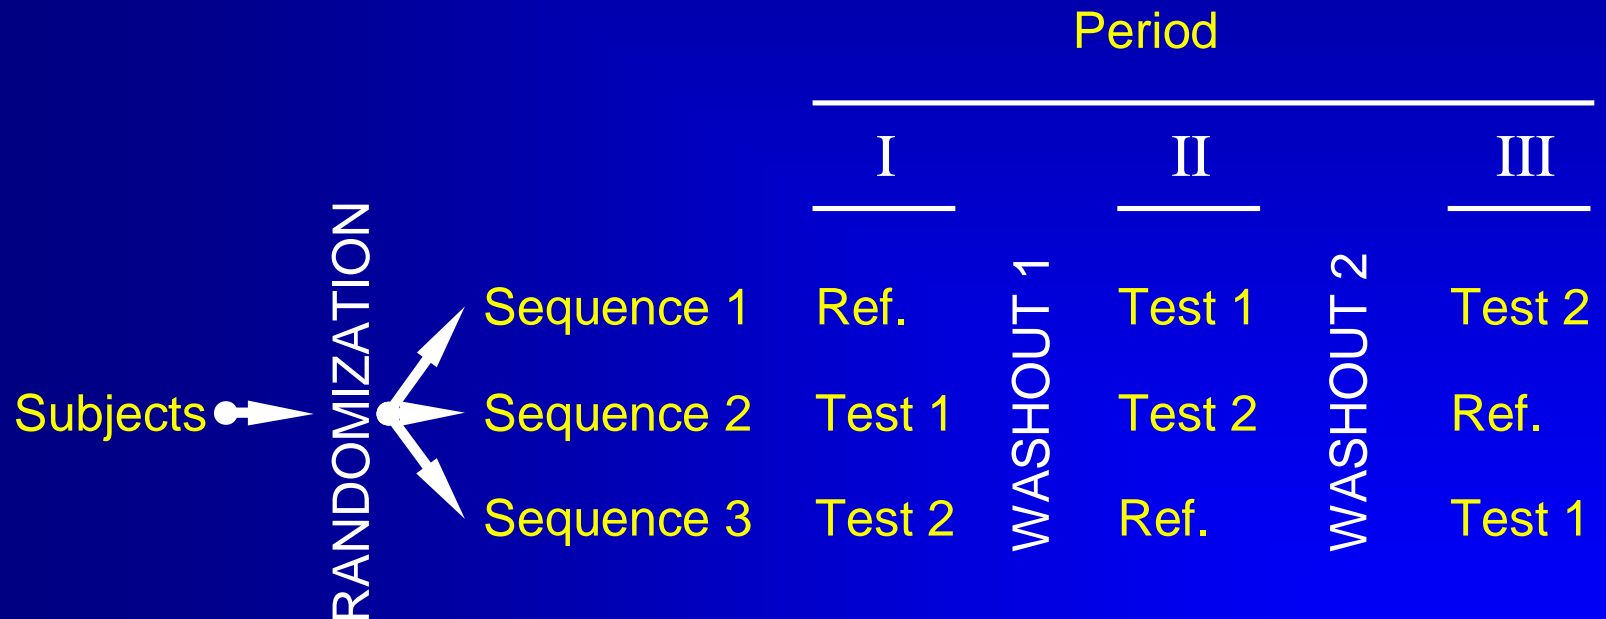 Period
I II III
RANDOMIZATION
WASHOUT 1
WASHOUT 2
Sequence 1 Ref. Test 1 Test 2
Subjects Sequence 2 Test 1 Test 2 Ref.
Sequence 3 Test 2 Ref. Test 1